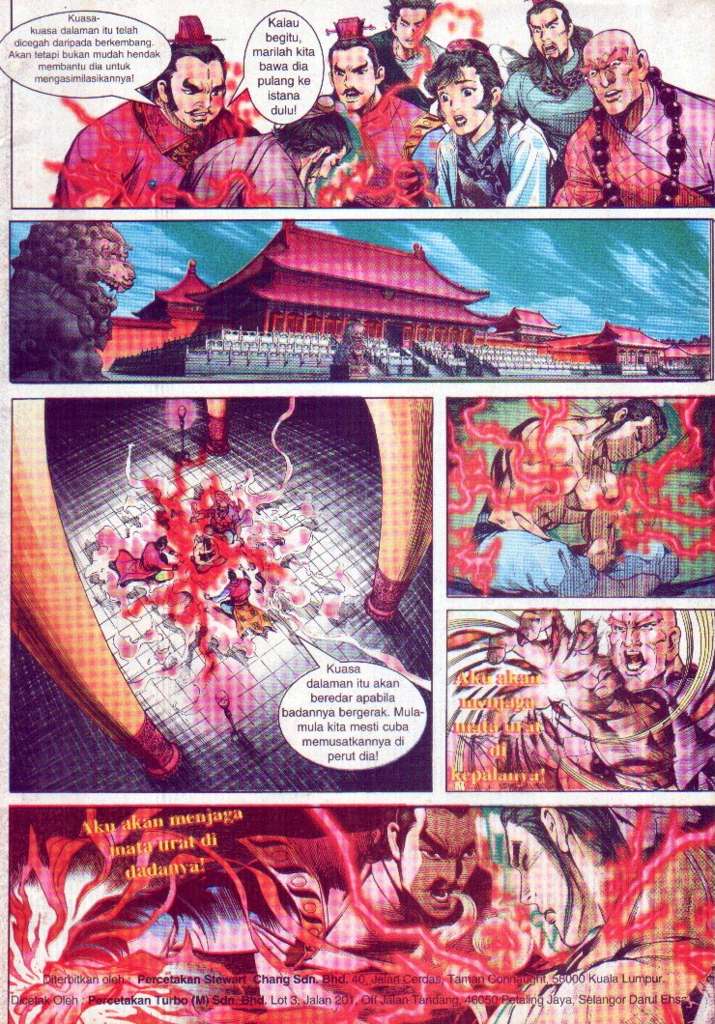 Kuasa-
kuasa dalaman itu telah
dicegah daripada berkembang.
Akan tetapi bukan mudah hendak
membantu dia untuk
mengasimilasikannya!
Kalau
begitu,
marilah kita
bawa dia
pulang ke
istana
dulu!
Kuasa
dalaman itu akan
beredar apabila
badannya bergerak. Mula-
mula kita mesti cuba
memusatkannya di
perut dia!
Aku akan
menjaga
mata urat
di
kepalanya!
Aku akan menjaga
mata urat di
dadanya!
Diterbitkan oleh : Percetakan Stewart Chang Sdn. Bhd. 40, Jalan Cerdas, Taman Connaught, 56000 Kuala Lumpur.
Dicetak Oleh : Percetakan Turbo (M) Sdn. Bhd. Lot 3, Jalan 201, Off Jalan Tandang, 46050 Petaling Jaya, Selangor Darul Ehsan